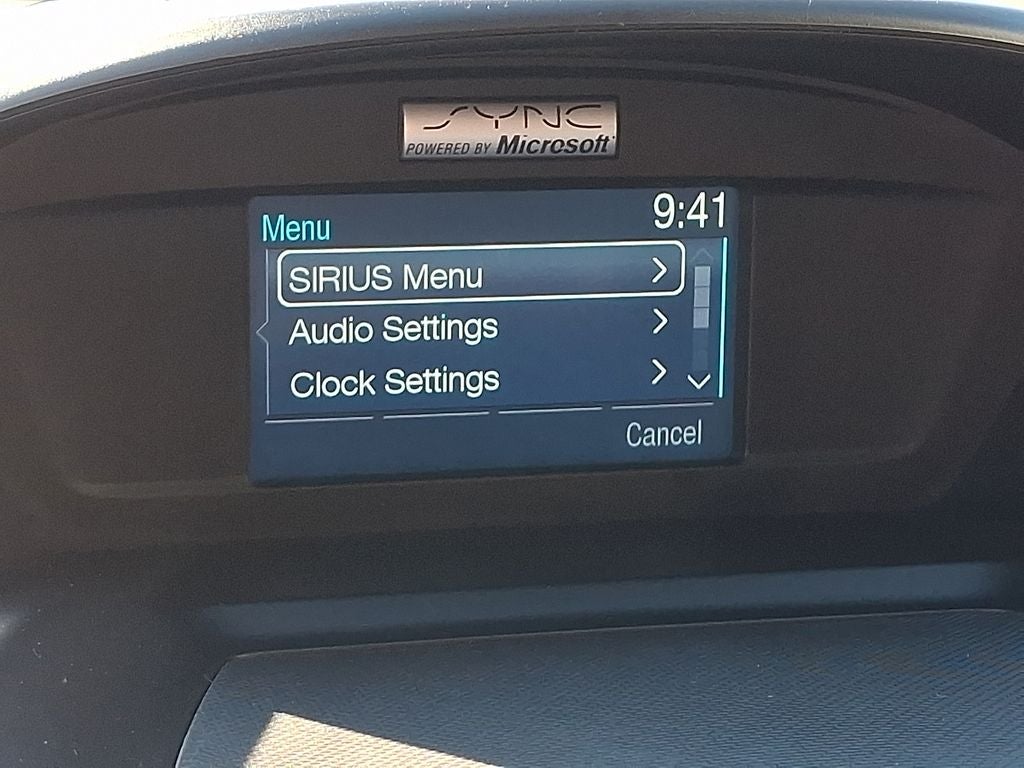 SYNC
POWERED BY Microsoft
Menu
9:41
SIRIUS Menu
Audio Settings
Clock Settings
Cancel